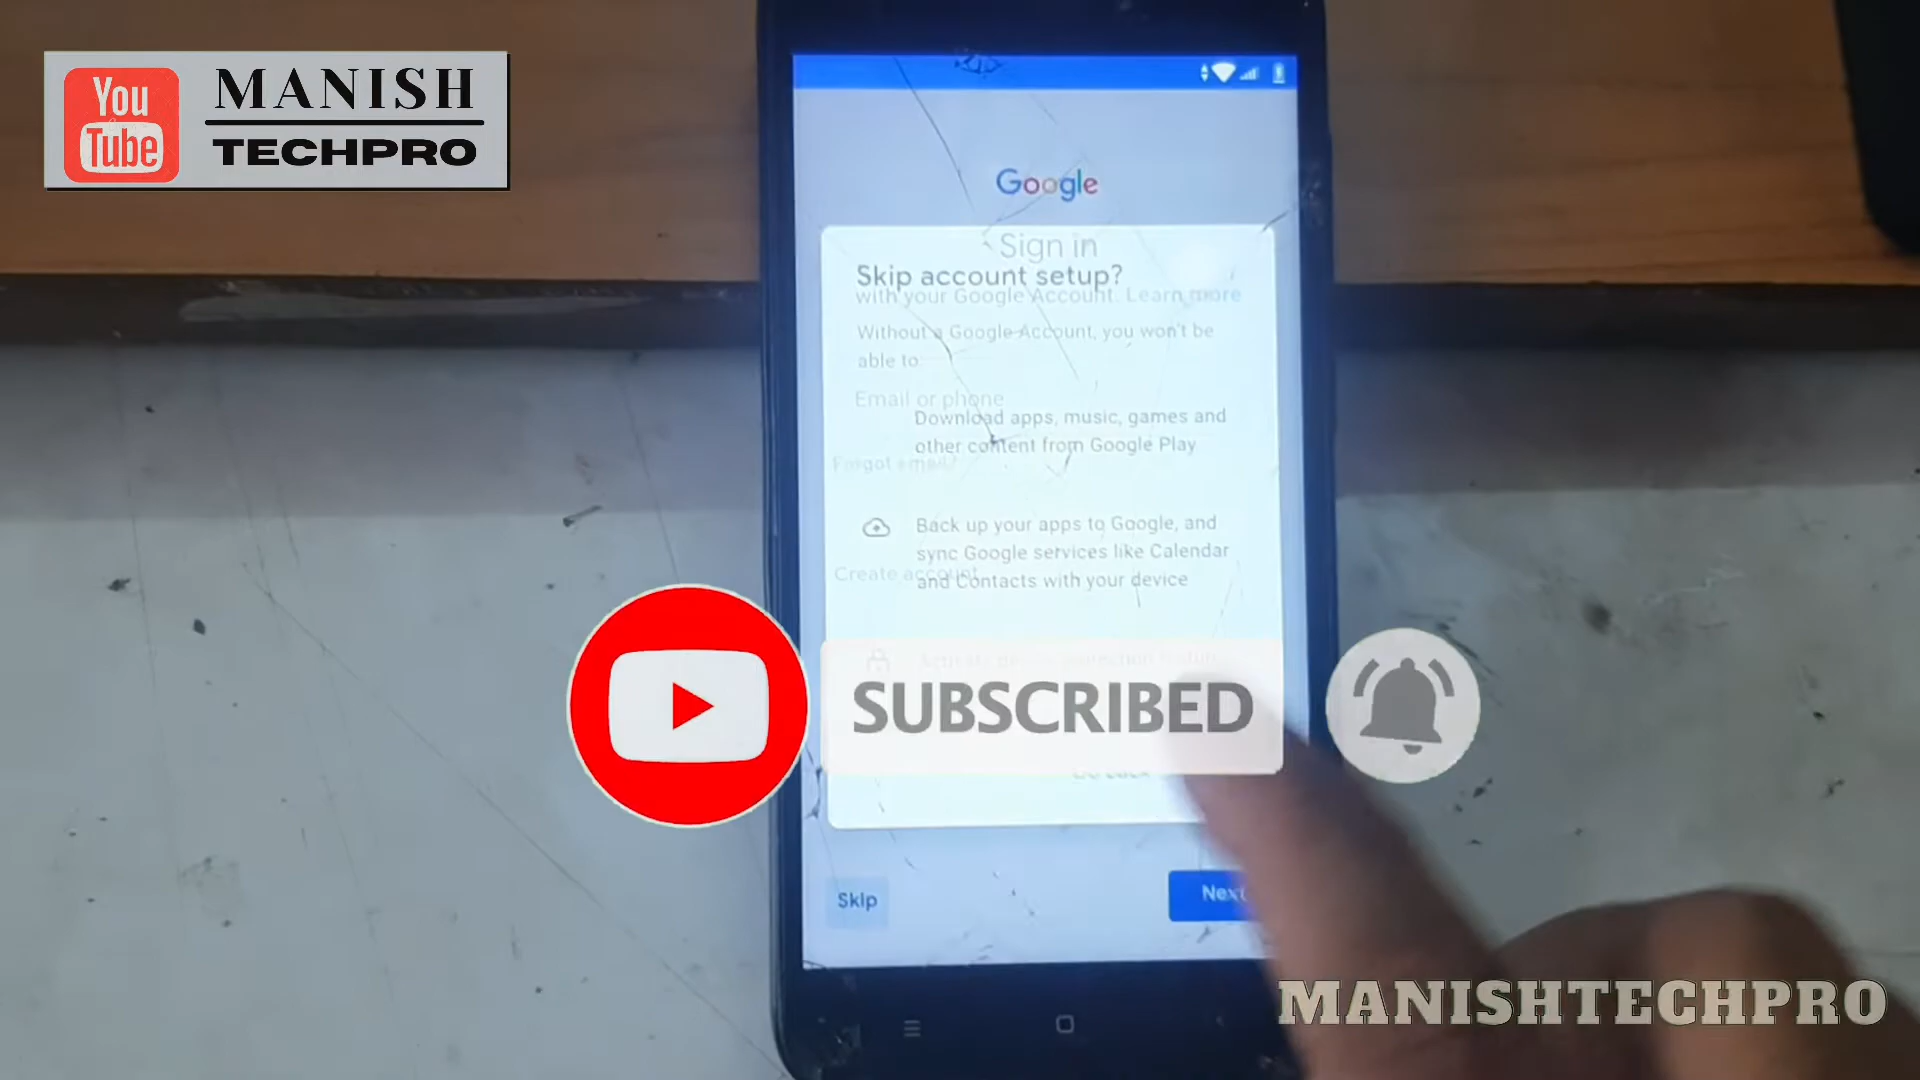 You
Tube
MANISH
TECHPRO
Google
Sign in
Skip account setup?
with your Google Account. Learn more
Without a Google Account, you won't be
able to
Email or phone
Download apps, music, games and
other content from Google Play
Forgot email?
Back up your apps to Google, and
sync Google services like Calendar
Create account
and Contacts with your device
SUBSCRIBED
Skip
Next
MANISHTECHPRO